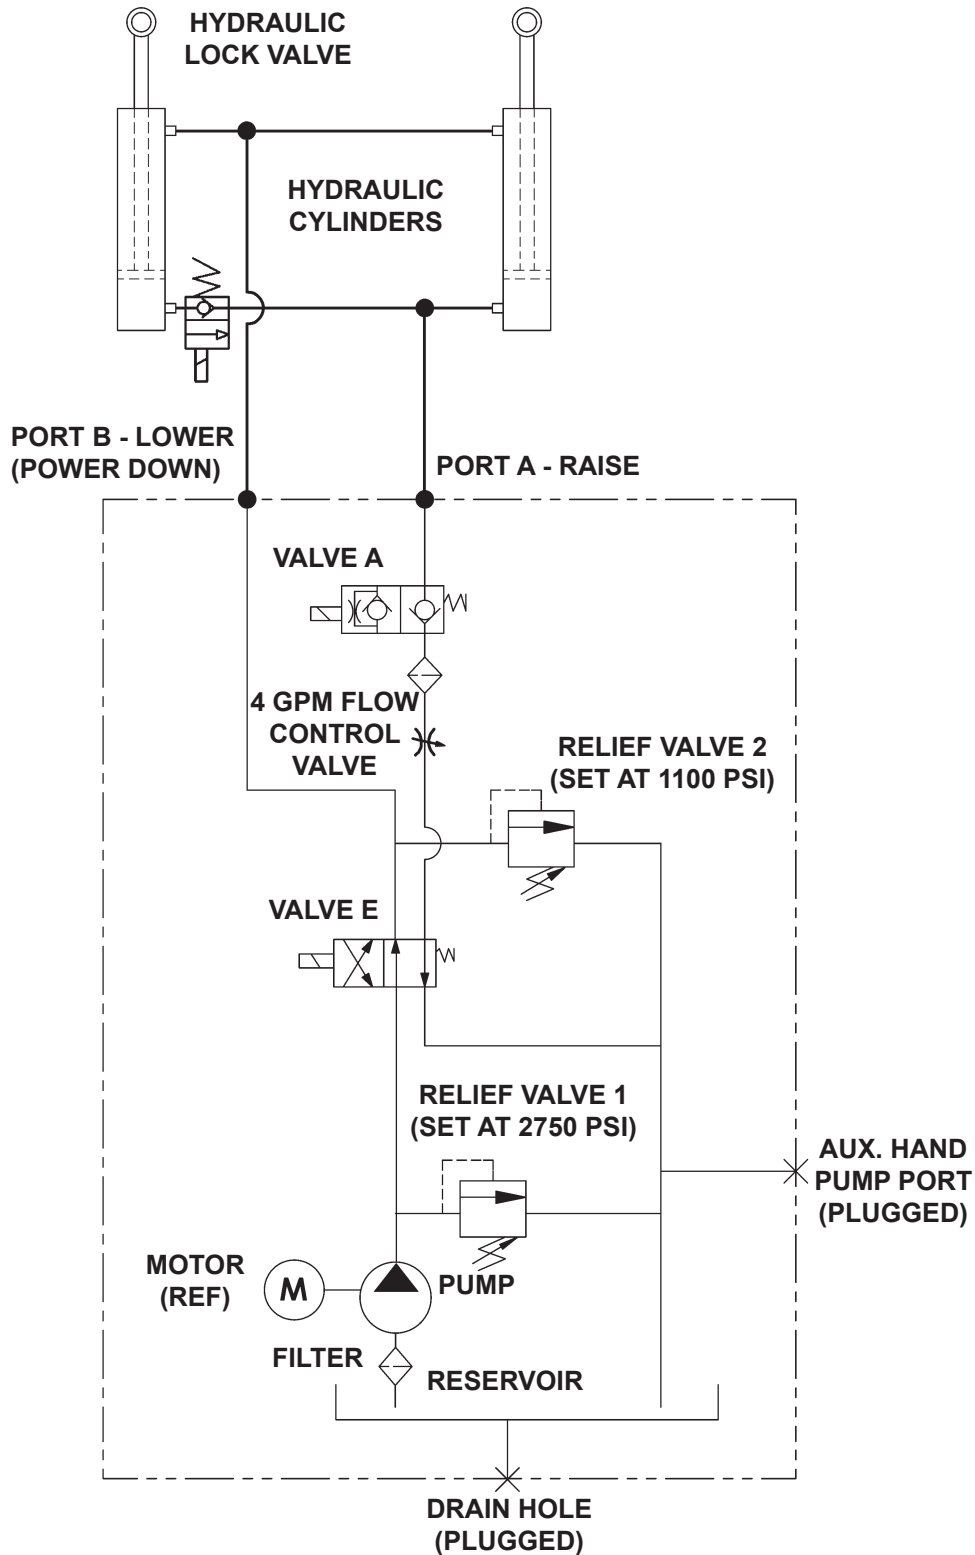 HYDRAULIC
LOCK VALVE
HYDRAULIC
CYLINDERS
PORT B - LOWER
(POWER DOWN)
PORT A - RAISE
VALVE A
4 GPM FLOW
CONTROL
VALVE
RELIEF VALVE 2
(SET AT 1100 PSI)
VALVE E
RELIEF VALVE 1
(SET AT 2750 PSI)
AUX. HAND
PUMP PORT
(PLUGGED)
MOTOR
(REF)
M
PUMP
FILTER
RESERVOIR
DRAIN HOLE
(PLUGGED)